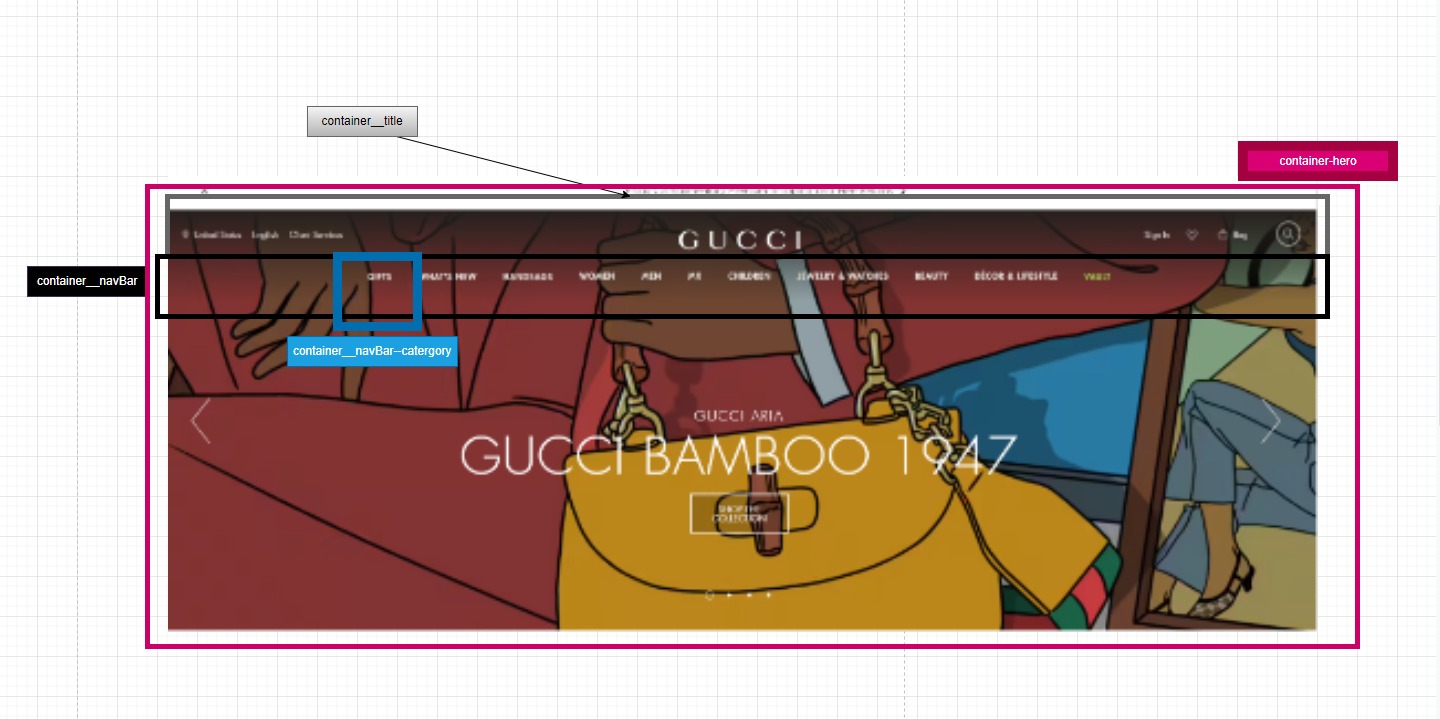 container__title
container-hero
United States English Client Services
GUCCI
Sign In
Bag
container__navBar
GIFTS WHAT'S NEW HANDBAGS WOMEN MEN MX CHILDREN JEWELRY & WATCHES BEAUTY DÉCOR & LIFESTYLE VAULT
container__navBar--catergory
GUCCI ARIA
GUCCI BAMBOO 1947
SHOP THE
COLLECTION